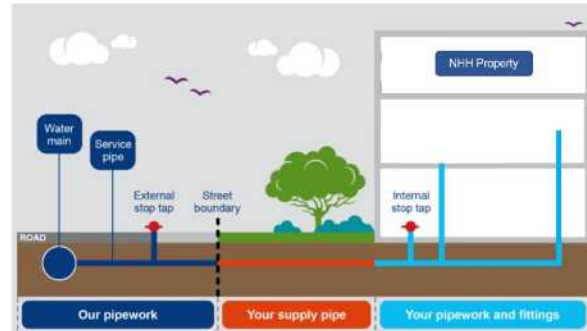 NHH Property
Water
main
Service
pipe
External
stop tap
Street
boundary
Internal
stop tap
ROAD
Our pipework
Your supply pipe
Your pipework and fittings